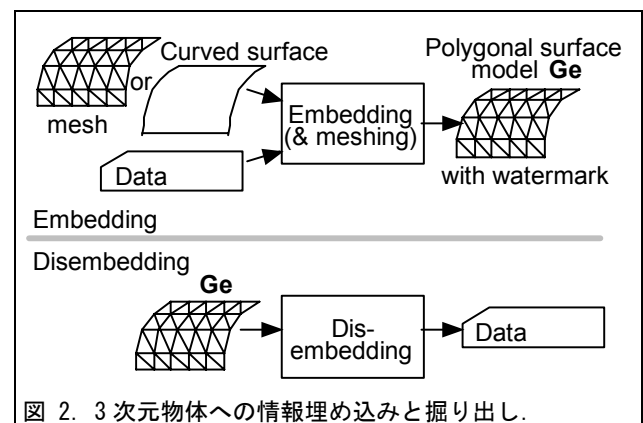 Curved surface
or
mesh
Data
Embedding
(& meshing)
Polygonal surface
model Ge
with watermark
Embedding
Disembedding
Ge
Dis-
embedding
Data
図 2. 3次元物体への情報埋め込みと掘り出し.